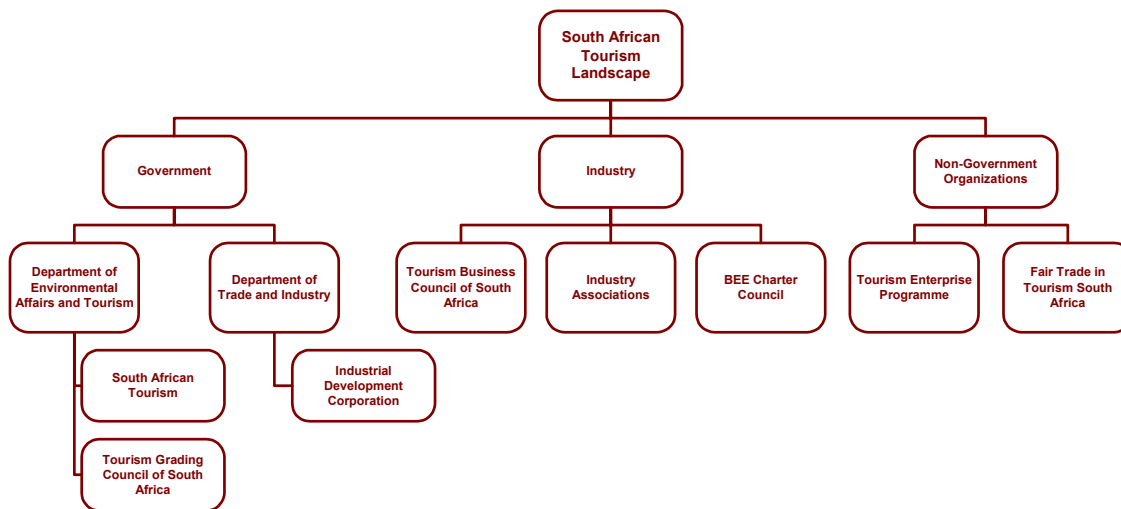 South African
Tourism
Landscape
Government
Industry
Non-Government
Organizations
Department of
Environmental
Affairs and Tourism
Department of
Trade and Industry
Tourism Business
Council of South
Africa
Industry
Associations
BEE Charter
Council
Tourism Enterprise
Programme
Fair Trade in
Tourism South
Africa
South African
Tourism
Industrial
Development
Corporation
Tourism Grading
Council of South
Africa